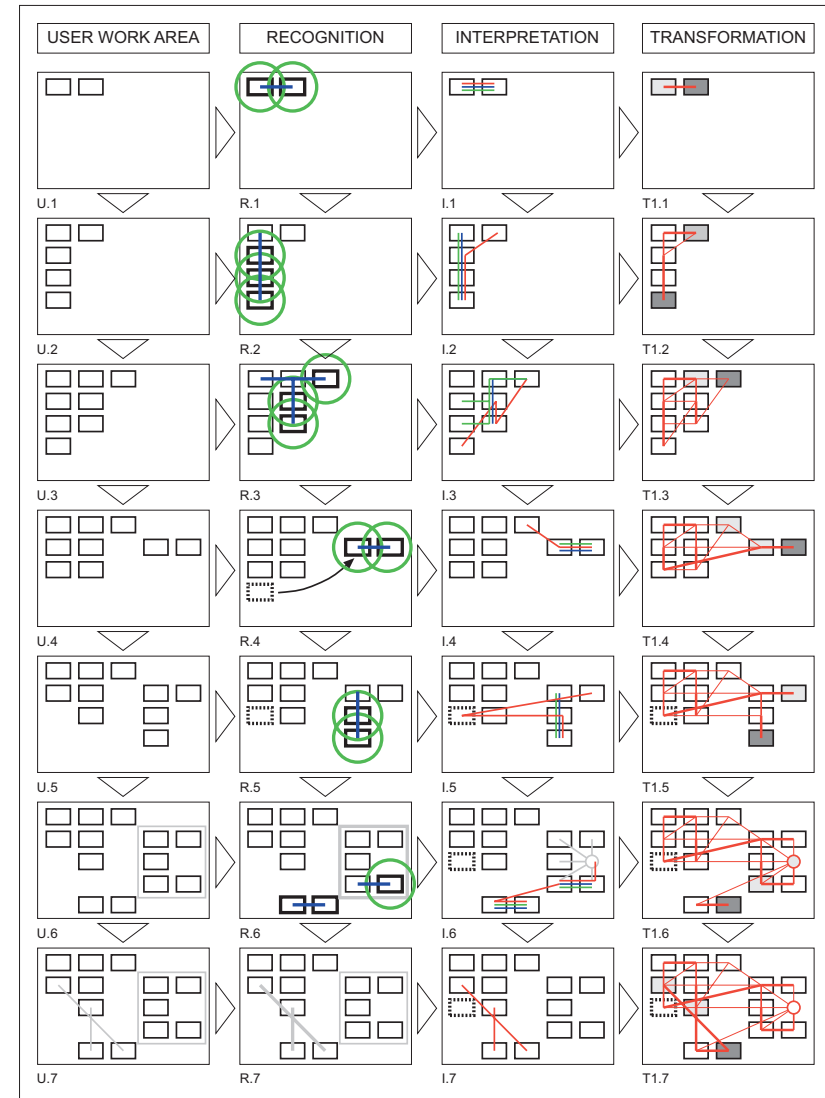 USER WORK AREA RECOGNITION INTERPRETATION TRANSFORMATION
U.1 R.1 I.1 T1.1
U.2 R.2 I.2 T1.2
U.3 R.3 I.3 T1.3
U.4 R.4 I.4 T1.4
U.5 R.5 I.5 T1.5
U.6 R.6 I.6 T1.6
U.7 R.7 I.7 T1.7